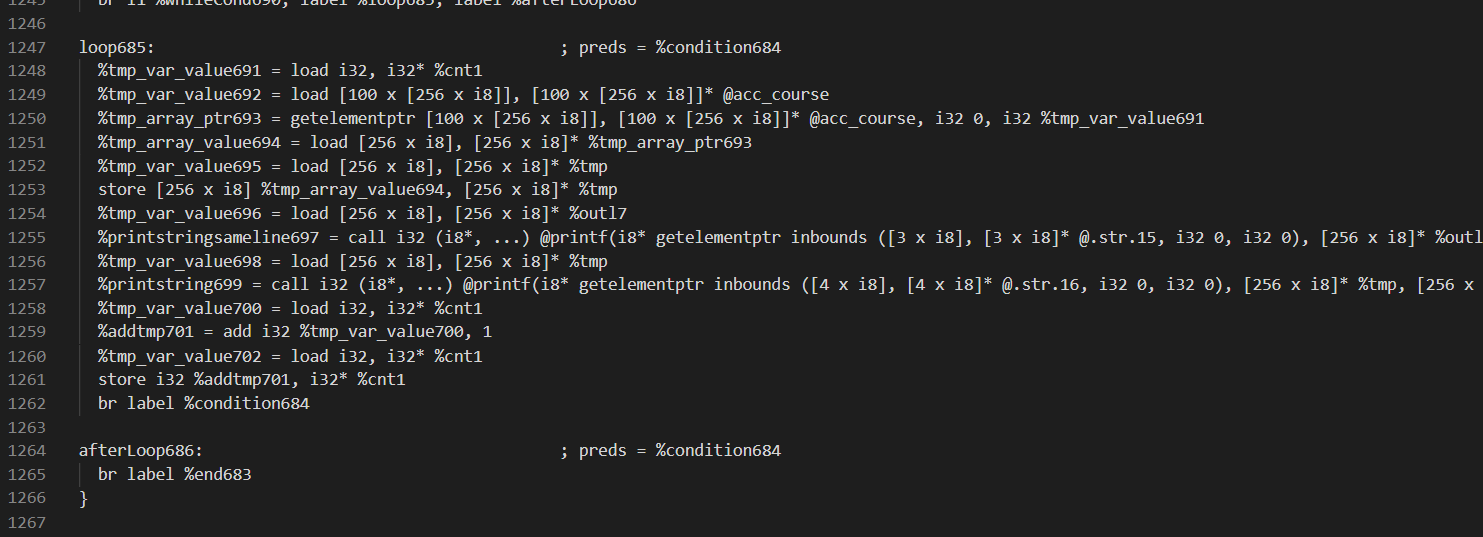 1245 br i1 %whileCond690, label %loop685, label %afterLoop686
1246
1247 loop685: ; preds = %condition684
1248 %tmp_var_value691 = load i32, i32* %cnt1
1249 %tmp_var_value692 = load [100 x [256 x i8]], [100 x [256 x i8]]* @acc_course
1250 %tmp_array_ptr693 = getelementptr [100 x [256 x i8]], [100 x [256 x i8]]* @acc_course, i32 0, i32 %tmp_var_value691
1251 %tmp_array_value694 = load [256 x i8], [256 x i8]* %tmp_array_ptr693
1252 %tmp_var_value695 = load [256 x i8], [256 x i8]* %tmp
1253 store [256 x i8] %tmp_array_value694, [256 x i8]* %tmp
1254 %tmp_var_value696 = load [256 x i8], [256 x i8]* %outl7
1255 %printstringsameline697 = call i32 (i8*, ...) @printf(i8* getelementptr inbounds ([3 x i8], [3 x i8]* @.str.15, i32 0, i32 0), [256 x i8]* %outl
1256 %tmp_var_value698 = load [256 x i8], [256 x i8]* %tmp
1257 %printstring699 = call i32 (i8*, ...) @printf(i8* getelementptr inbounds ([4 x i8], [4 x i8]* @.str.16, i32 0, i32 0), [256 x i8]* %tmp, [256 x
1258 %tmp_var_value700 = load i32, i32* %cnt1
1259 %addtmp701 = add i32 %tmp_var_value700, 1
1260 %tmp_var_value702 = load i32, i32* %cnt1
1261 store i32 %addtmp701, i32* %cnt1
1262 br label %condition684
1263
1264 afterLoop686: ; preds = %condition684
1265 br label %end683
1266 }
1267